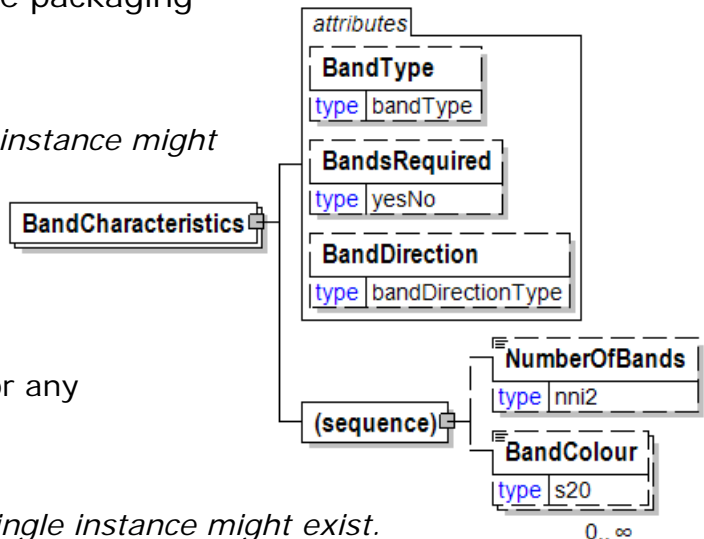 e packaging
instance might
or any
ingle instance might exist.
BandCharacteristics
attributes
BandType
type bandType
BandsRequired
type yesNo
BandDirection
type bandDirectionType
(sequence)
NumberOfBands
type nni2
BandColour
type s20
0..∞